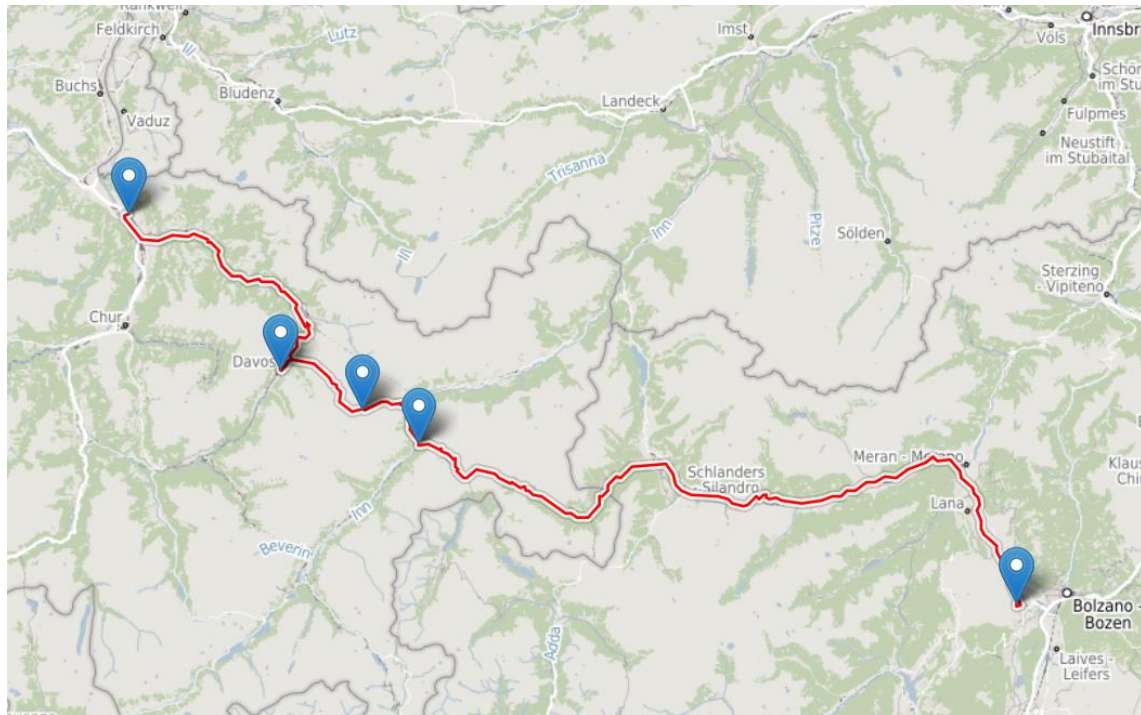 Rankweil
Feldkirch
Ill
Lutz
Imst
Innsbr
Völs
Buchs
Bludenz
Landeck
Schön
im Stu
Vaduz
Fulpmes
Trisanna
Neustift
im Stubaital
Inn
Pitze
Sölden
Ill
Sterzing
- Vipiteno
Chur
Davos
Meran - Merano
Klaus
Chiu
Schlanders
- Silandro
Lana
Inn
Beverin
Adda
Bolzano -
Bozen
Laives -
Leifers